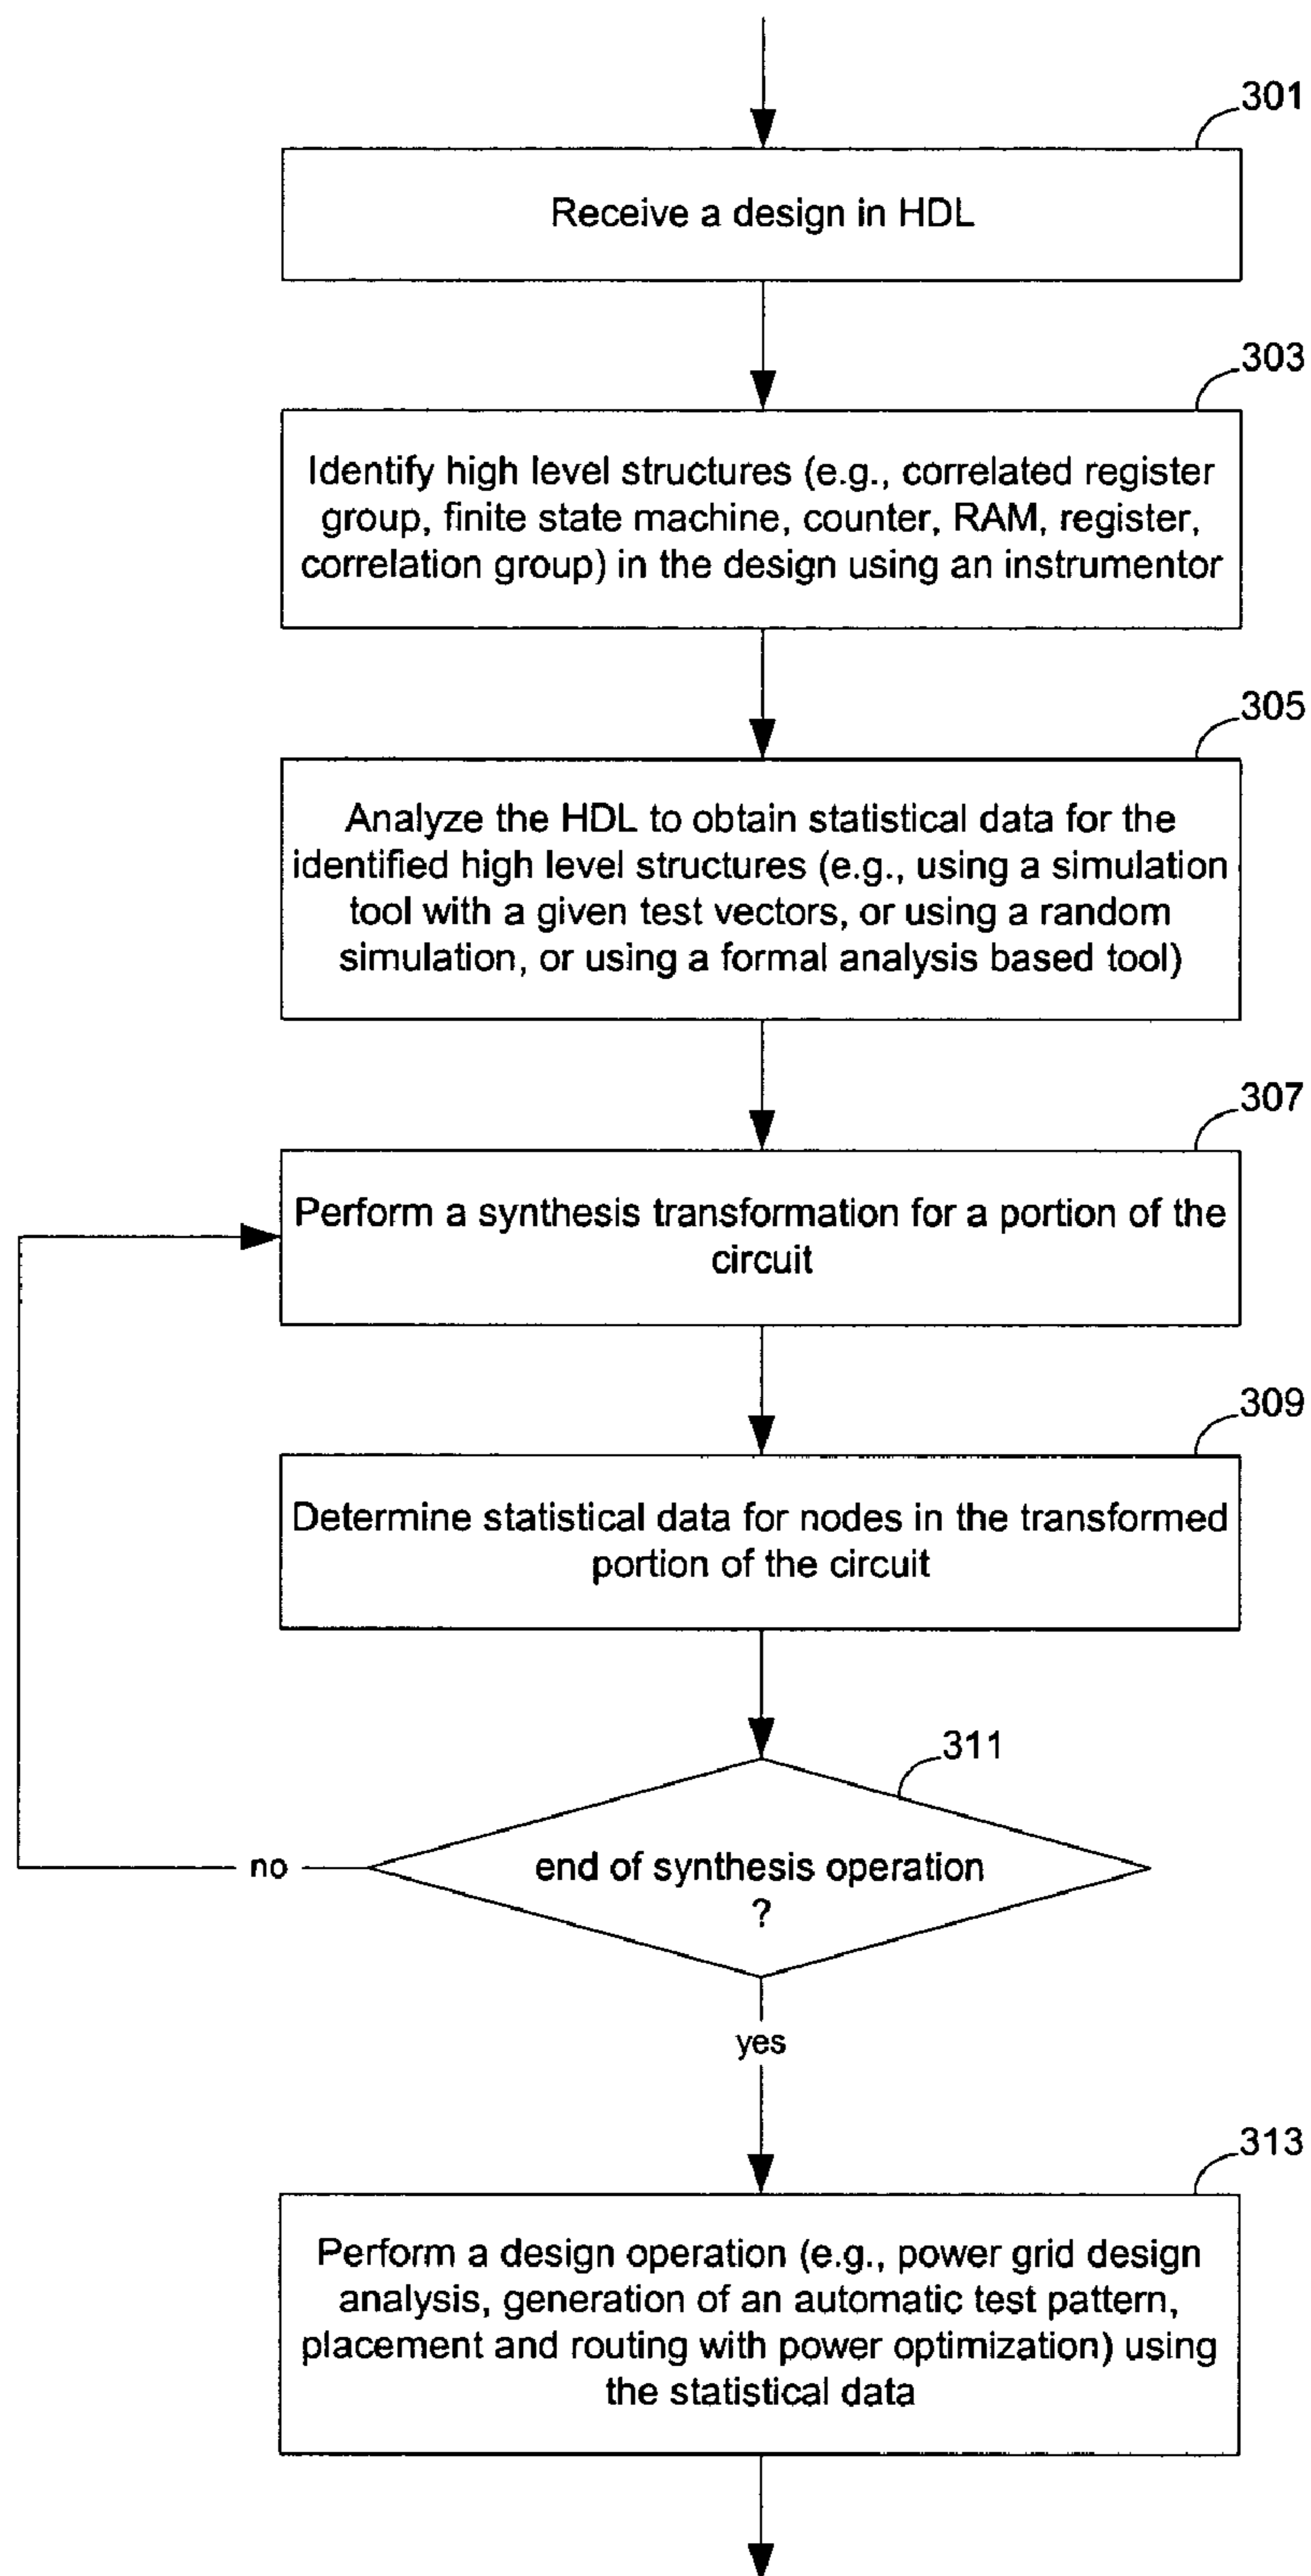 301
Receive a design in HDL
303
Identify high level structures (e.g., correlated register
group, finite state machine, counter, RAM, register,
correlation group) in the design using an instrumentor
305
Analyze the HDL to obtain statistical data for the
identified high level structures (e.g., using a simulation
tool with a given test vectors, or using a random
simulation, or using a formal analysis based tool)
307
Perform a synthesis transformation for a portion of the
circuit
309
Determine statistical data for nodes in the transformed
portion of the circuit
311
end of synthesis operation
?
no
yes
313
Perform a design operation (e.g., power grid design
analysis, generation of an automatic test pattern,
placement and routing with power optimization) using
the statistical data